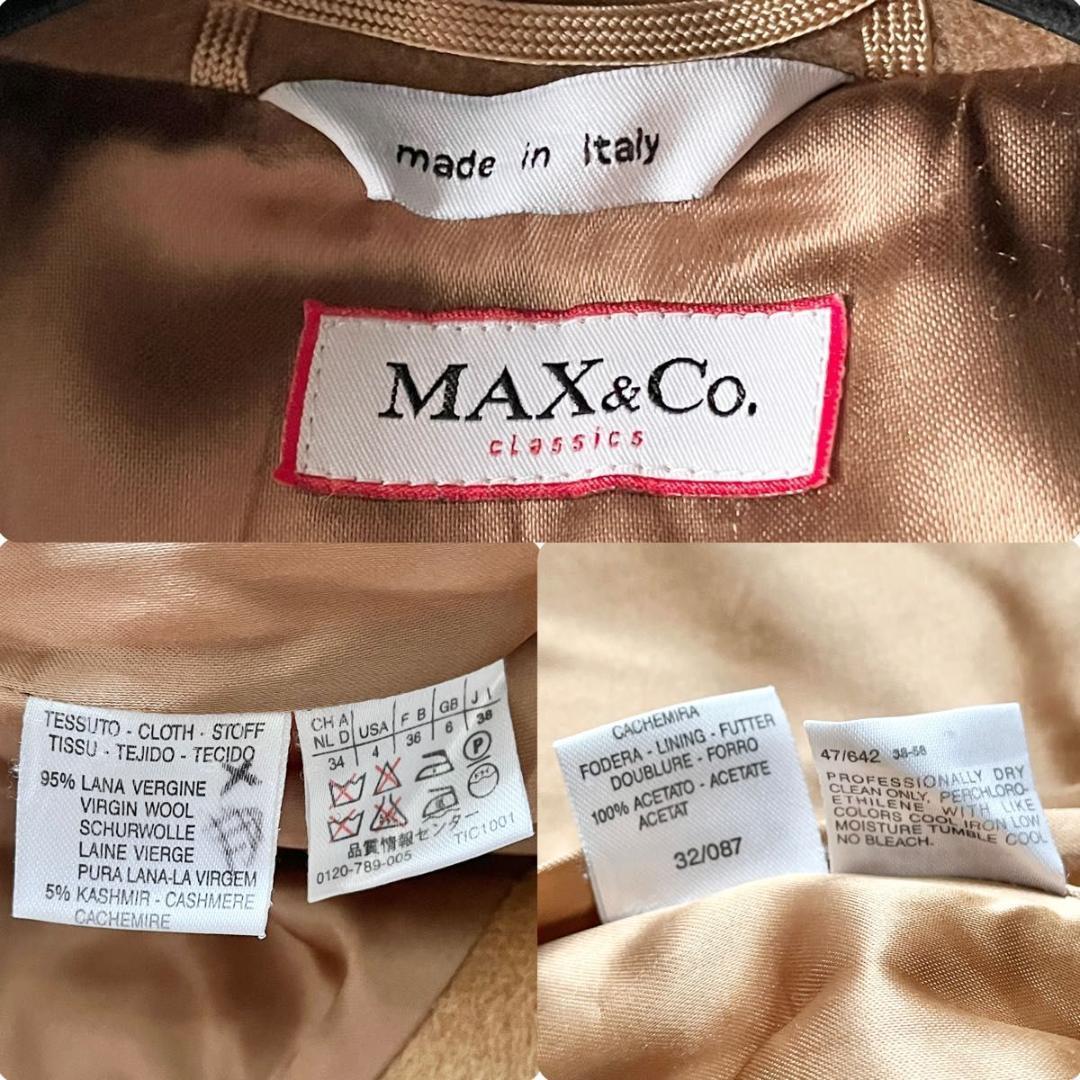 made in Italy
MAX&Co.
classics
TESSUTO - CLOTH - STOFF
TISSU - TEJIDO - TECIDO
95% LANA VERGINE
VIRGIN WOOL
SCHURWOLLE
LAINE VIERGE
PURA LANA-LA VIRGEM
5% KASHMIR - CASHMERE
CACHEMIRE
CH A NL D USA F B GB J I
34 4 36 6 38
P
品質情報センター
0120-789-005 TIC1001
CACHEMIRA
FODERA - LINING - FUTTER
DOUBLURE - FORRO
100% ACETATO - ACETATE
ACETAT
32/087
47/642 38-58
PROFESSIONALLY DRY
CLEAN ONLY, PERCHLORO-
ETHILENE, WITH LIKE
COLORS COOL IRON LOW
MOISTURE TUMBLE COOL
NO BLEACH.